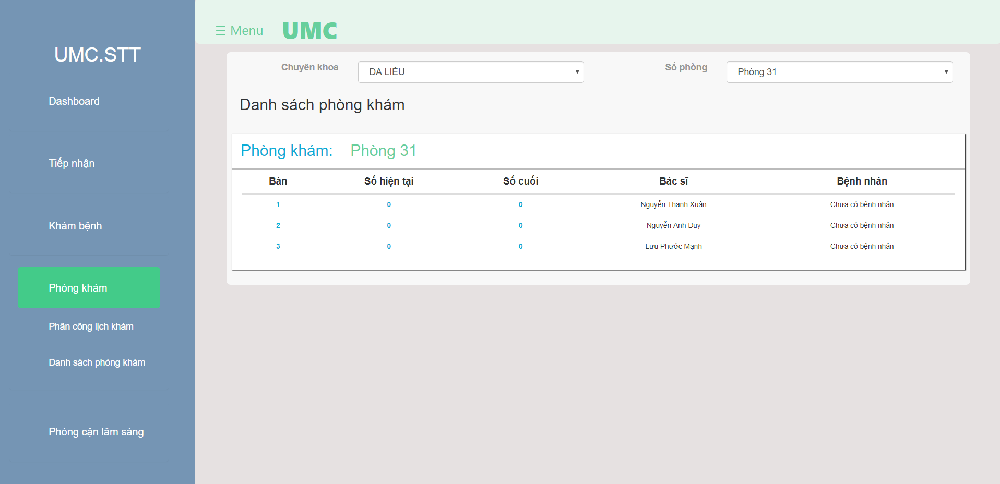 UMC.STT
Dashboard
Tiếp nhận
Khám bệnh
Phòng khám
Phân công lịch khám
Danh sách phòng khám
Phòng cận lâm sàng
☰ Menu UMC
Chuyên khoa DA LIỄU Số phòng Phòng 31
Danh sách phòng khám
Phòng khám: Phòng 31
Bàn Số hiện tại Số cuối Bác sĩ Bệnh nhân
1 0 0 Nguyễn Thanh Xuân Chưa có bệnh nhân
2 0 0 Nguyễn Anh Duy Chưa có bệnh nhân
3 0 0 Lưu Phước Mạnh Chưa có bệnh nhân